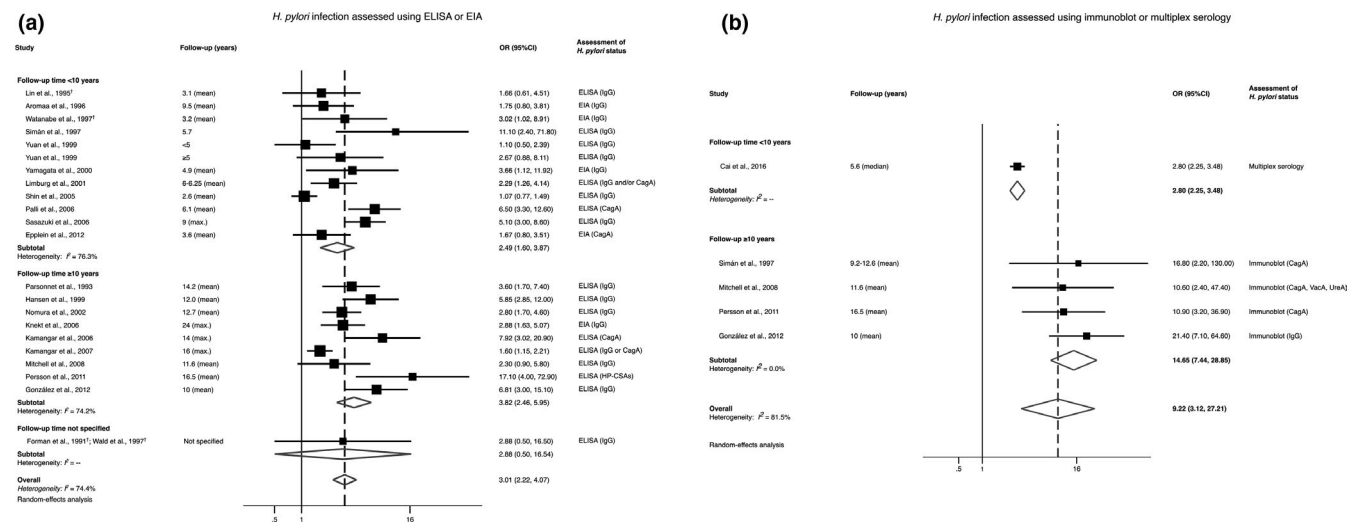 (a)
H. pylori infection assessed using ELISA or EIA
Study Follow-up (years) OR (95%CI) Assessment of
H. pylori status
Follow-up time <10 years
Lin et al., 1995† 3.1 (mean) 1.66 (0.61, 4.51) ELISA (IgG)
Aromaa et al., 1996 9.5 (mean) 1.75 (0.80, 3.81) EIA (IgG)
Watanabe et al., 1997† 3.2 (mean) 3.02 (1.02, 8.91) EIA (IgG)
Simán et al., 1997 5.7 11.10 (2.40, 71.80) ELISA (IgG)
Yuan et al., 1999 <5 1.10 (0.50, 2.39) ELISA (IgG)
Yuan et al., 1999 ≥5 2.67 (0.88, 8.11) ELISA (IgG)
Yamagata et al., 2000 4.9 (mean) 3.66 (1.12, 11.92) EIA (IgG)
Limburg et al., 2001 6-6.25 (mean) 2.29 (1.26, 4.14) ELISA (IgG and/or CagA)
Shin et al., 2005 2.6 (mean) 1.07 (0.77, 1.49) ELISA (IgG)
Palli et al., 2006 6.1 (mean) 6.50 (3.30, 12.60) ELISA (CagA)
Sasazuki et al., 2006 9 (max.) 5.10 (3.00, 8.60) ELISA (IgG)
Epplein et al., 2012 3.6 (mean) 1.67 (0.80, 3.51) EIA (CagA)
Subtotal 2.49 (1.60, 3.87)
Heterogeneity: I² = 76.3%
Follow-up time ≥10 years
Parsonnet et al., 1993 14.2 (mean) 3.60 (1.70, 7.40) ELISA (IgG)
Hansen et al., 1999 12.0 (mean) 5.85 (2.85, 12.00) ELISA (IgG)
Nomura et al., 2002 12.7 (mean) 2.80 (1.70, 4.60) ELISA (IgG)
Knekt et al., 2006 24 (max.) 2.88 (1.63, 5.07) EIA (IgG)
Kamangar et al., 2006 14 (max.) 7.92 (3.02, 20.90) ELISA (CagA)
Kamangar et al., 2007 16 (max.) 1.60 (1.15, 2.21) ELISA (IgG or CagA)
Mitchell et al., 2008 11.6 (mean) 2.30 (0.90, 5.80) ELISA (IgG)
Persson et al., 2011 16.5 (mean) 17.10 (4.00, 72.90) ELISA (HP-CSAs)
González et al., 2012 10 (mean) 6.81 (3.00, 15.10) ELISA (IgG)
Subtotal 3.82 (2.46, 5.95)
Heterogeneity: I² = 74.2%
Follow-up time not specified
Forman et al., 1991†; Wald et al., 1997† Not specified 2.88 (0.50, 16.50) ELISA (IgG)
Subtotal 2.88 (0.50, 16.54)
Heterogeneity: I² = --
Overall 3.01 (2.22, 4.07)
Heterogeneity: I² = 74.4%
Random-effects analysis
.5 1 16
(b)
H. pylori infection assessed using immunoblot or multiplex serology
Study Follow-up (years) OR (95%CI) Assessment of
H. pylori status
Follow-up time <10 years
Cai et al., 2016 5.6 (median) 2.80 (2.25, 3.48) Multiplex serology
Subtotal 2.80 (2.25, 3.48)
Heterogeneity: I² = --
Follow-up ≥10 years
Simán et al., 1997 9.2-12.6 (mean) 16.80 (2.20, 130.00) Immunoblot (CagA)
Mitchell et al., 2008 11.6 (mean) 10.60 (2.40, 47.40) Immunoblot (CagA, VacA, UreA)
Persson et al., 2011 16.5 (mean) 10.90 (3.20, 36.90) Immunoblot (CagA)
González et al., 2012 10 (mean) 21.40 (7.10, 64.60) Immunoblot (IgG)
Subtotal 14.65 (7.44, 28.85)
Heterogeneity: I² = 0.0%
Overall 9.22 (3.12, 27.21)
Heterogeneity: I² = 81.5%
Random-effects analysis
.5 1 16